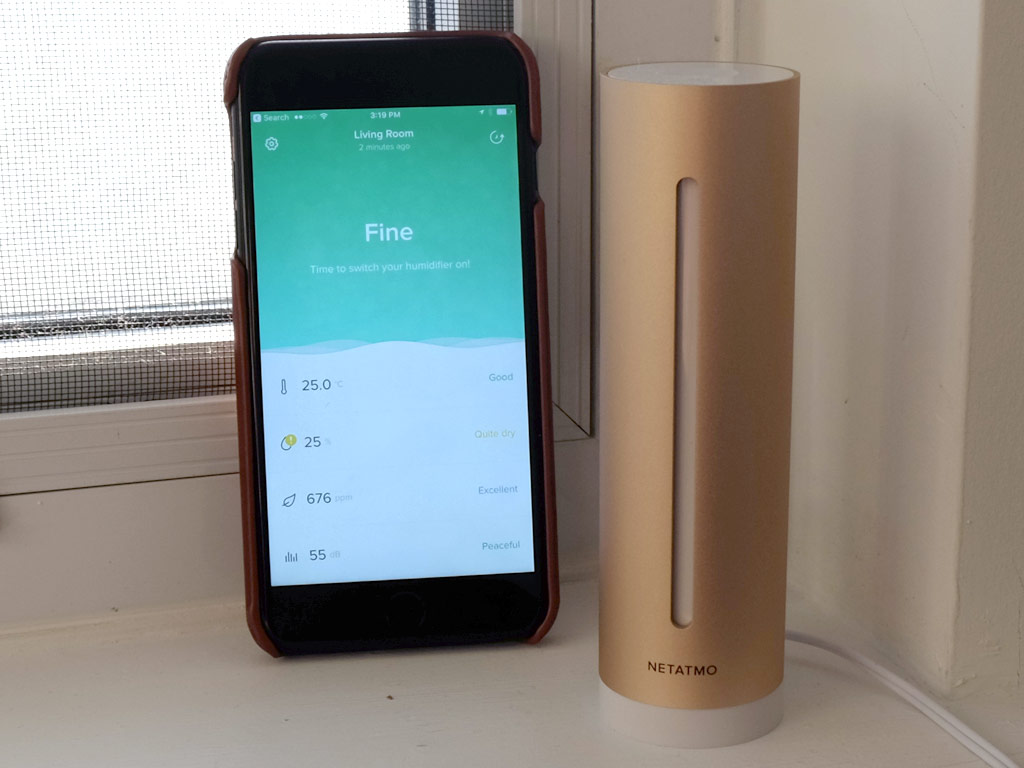 Search 3:19 PM
Living Room
2 minutes ago
Fine
Time to switch your humidifier on!
25.0 °C Good
25 % Quite dry
676 ppm Excellent
55 dB Peaceful
NETATMO